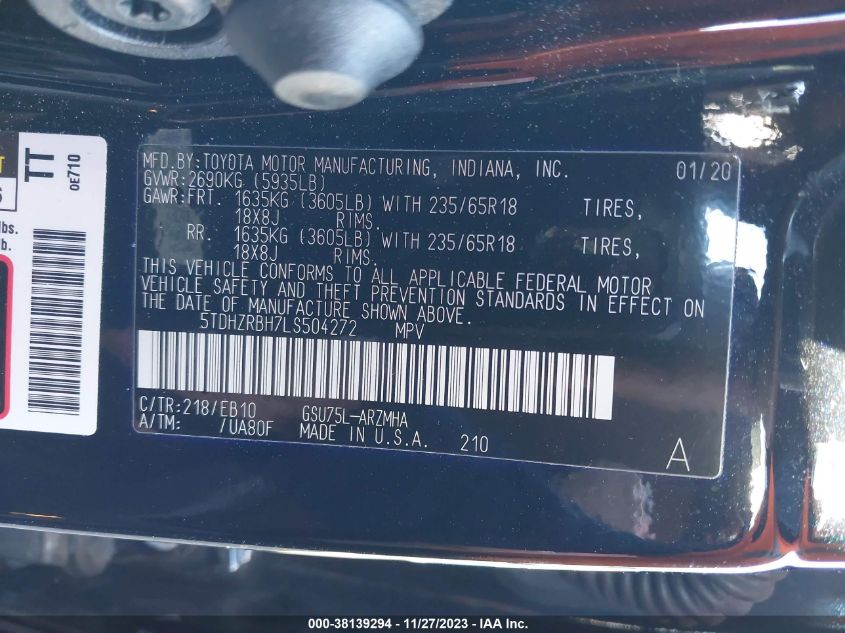 TT
0E710
lbs.
lb.
MFD.BY:TOYOTA MOTOR MANUFACTURING, INDIANA, INC. 01/20
GVWR:2690KG (5935LB)
GAWR:FRT. 1635KG (3605LB) WITH 235/65R18 TIRES,
18X8J RIMS.
RR. 1635KG (3605LB) WITH 235/65R18 TIRES,
18X8J RIMS.
THIS VEHICLE CONFORMS TO ALL APPLICABLE FEDERAL MOTOR
VEHICLE SAFETY AND THEFT PREVENTION STANDARDS IN EFFECT ON
THE DATE OF MANUFACTURE SHOWN ABOVE.
5TDHZRBH7LS504272 MPV
C/TR:218/EB10 GSU75L-ARZMHA
A/TM: /UA80F MADE IN U.S.A. 210
A
000-38139294 - 11/27/2023 - IAA Inc.